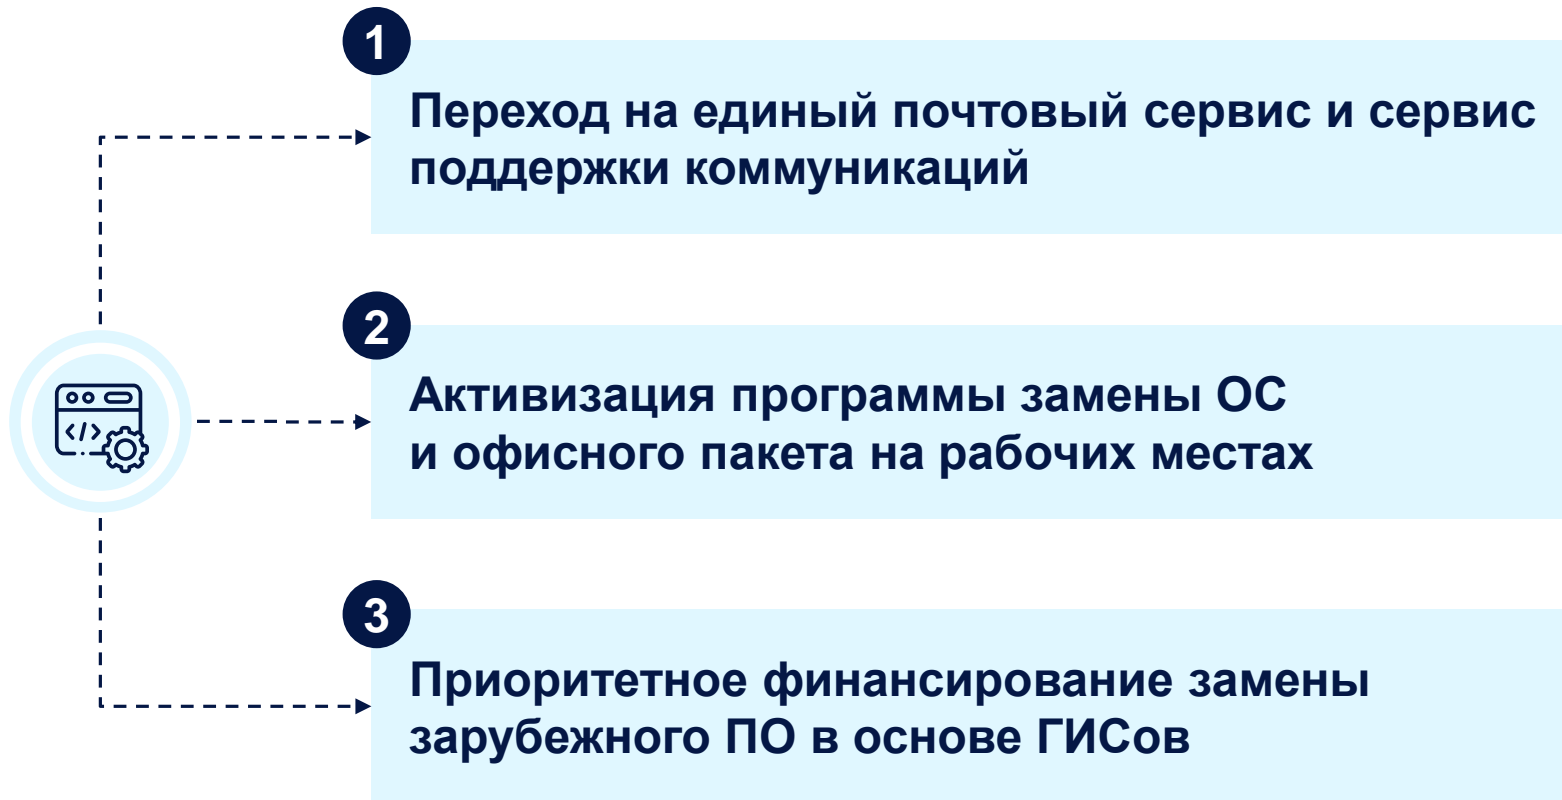 1
Переход на единый почтовый сервис и сервис
поддержки коммуникаций
2
Активизация программы замены ОС
и офисного пакета на рабочих местах
3
Приоритетное финансирование замены
зарубежного ПО в основе ГИСов